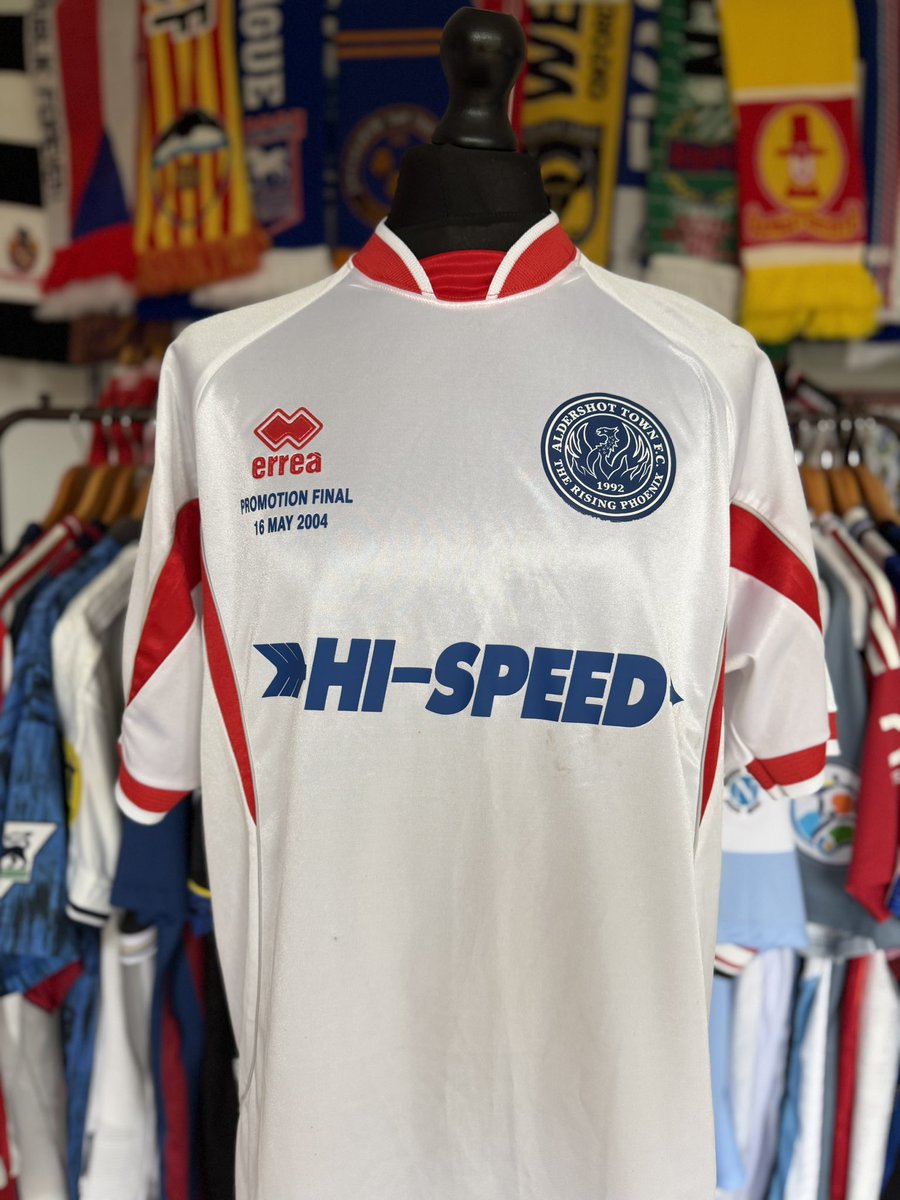 errea
PROMOTION FINAL
16 MAY 2004
ALDERSHOT TOWN F.C.
1992
THE RISING PHOENIX
HI-SPEED